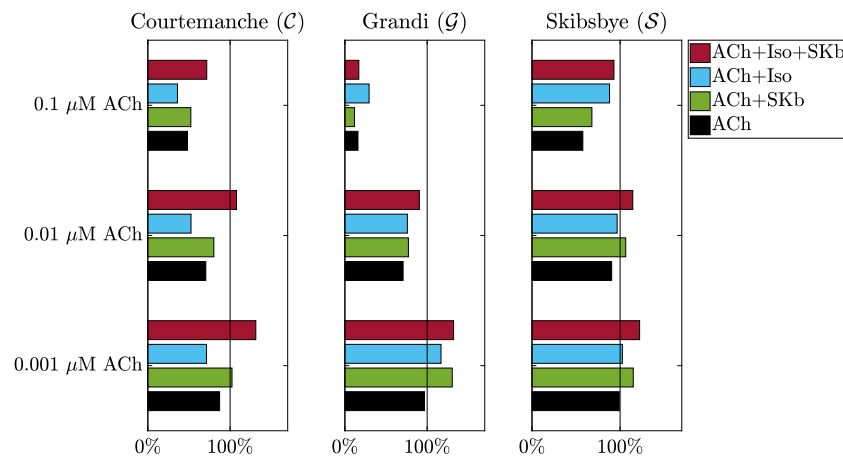 Courtemanche (𝒞) Grandi (𝒢) Skibsbye (𝒮)
ACh+Iso+SKb
ACh+Iso
ACh+SKb
ACh
0.1 μM ACh
0.01 μM ACh
0.001 μM ACh
0% 100% 0% 100% 0% 100%